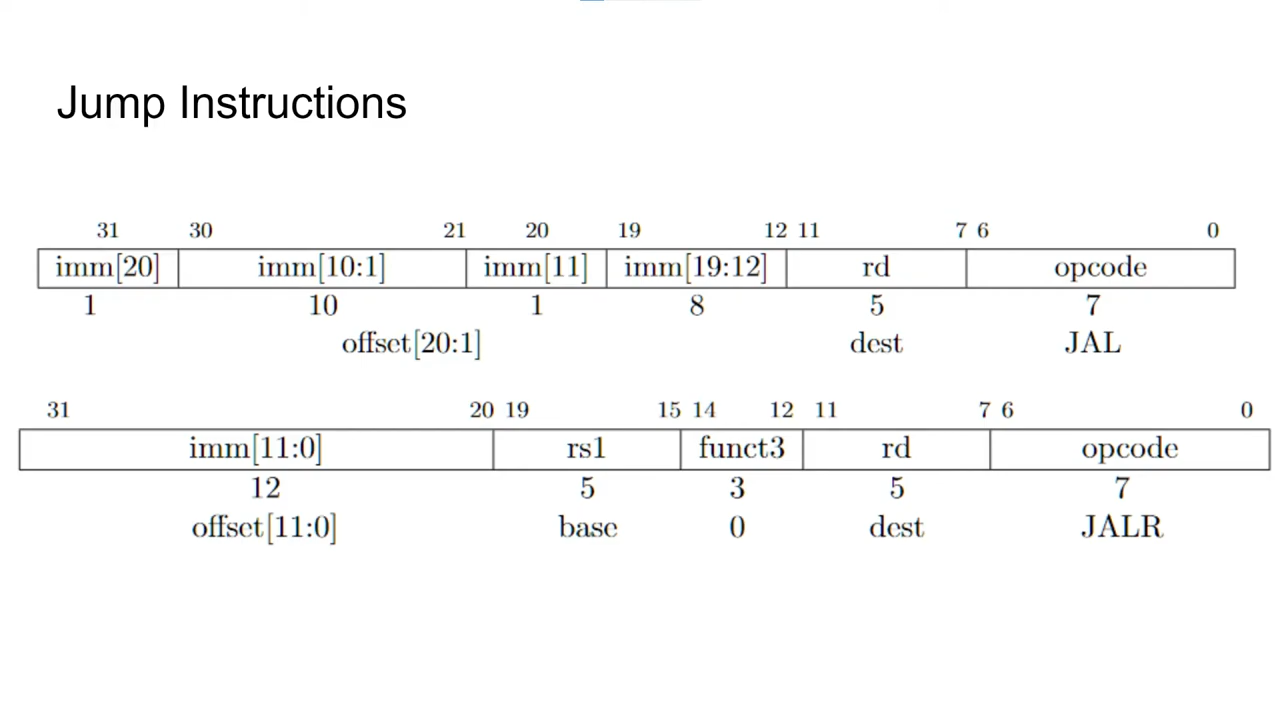 Jump Instructions
31 30 21 20 19 12 11 7 6 0
imm[20] imm[10:1] imm[11] imm[19:12] rd opcode
1 10 1 8 5 7
offset[20:1] dest JAL
31 20 19 15 14 12 11 7 6 0
imm[11:0] rs1 funct3 rd opcode
12 5 3 5 7
offset[11:0] base 0 dest JALR